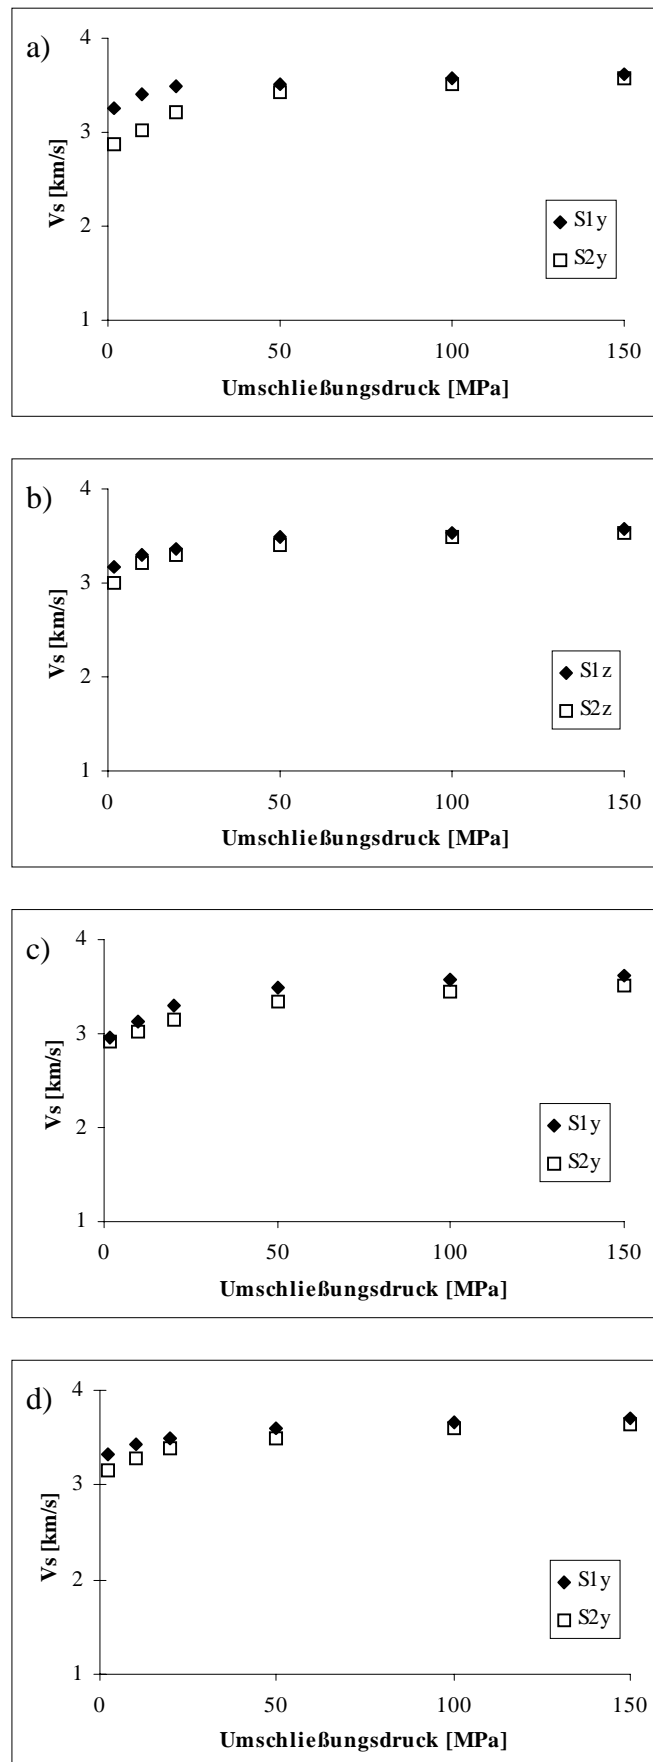 a)
4
3
2
1
Vs [km/s]
S1y
S2y
0 50 100 150
Umschließungsdruck [MPa]
b)
4
3
2
1
Vs [km/s]
S1z
S2z
0 50 100 150
Umschließungsdruck [MPa]
c)
4
3
2
1
Vs [km/s]
S1y
S2y
0 50 100 150
Umschließungsdruck [MPa]
d)
4
3
2
1
Vs [km/s]
S1y
S2y
0 50 100 150
Umschließungsdruck [MPa]